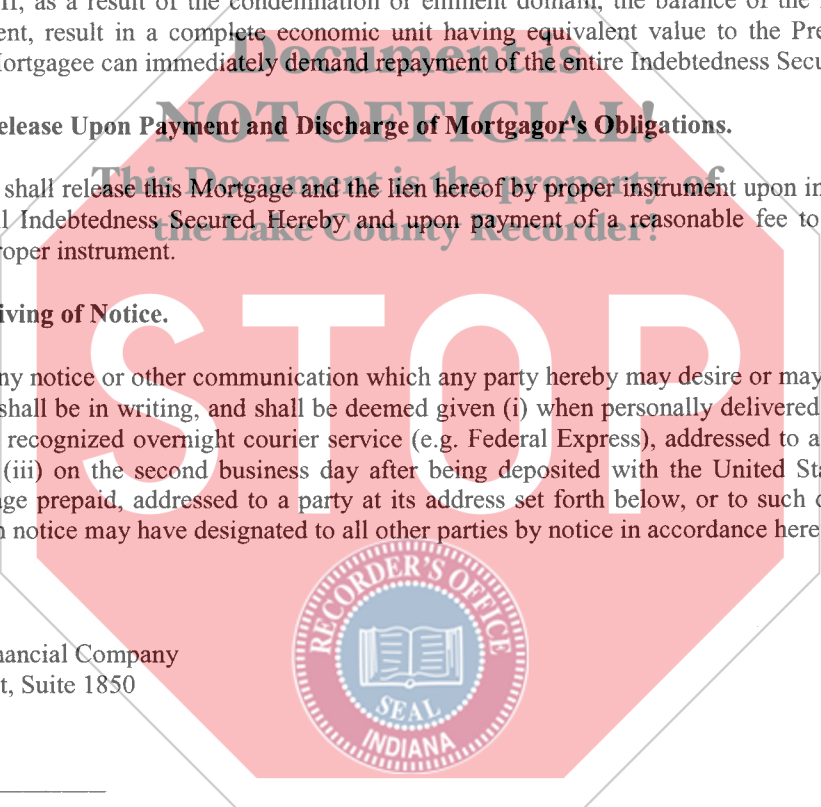 If, as a result of the condemnation or eminent domain, the balance of the
ent, result in a complete economic unit having equivalent value to the Pre
Mortgagee can immediately demand repayment of the entire Indebtedness Secu
Document is
NOT OFFICIAL!
This Document is the property of
the Lake County Recorder!
elease Upon Payment and Discharge of Mortgagor's Obligations.
shall release this Mortgage and the lien hereof by proper instrument upon
l Indebtedness Secured Hereby and upon payment of a reasonable fee to
roper instrument.
iving of Notice.
STOP
ny notice or other communication which any party hereby may desire or may
shall be in writing, and shall be deemed given (i) when personally delivered
recognized overnight courier service (e.g. Federal Express), addressed to a
(iii) on the second business day after being deposited with the United Sta
ge prepaid, addressed to a party at its address set forth below, or to such
n notice may have designated to all other parties by notice in accordance here
nancial Company
t, Suite 1850
RECORDER'S OFFICE
SEAL
INDIANA